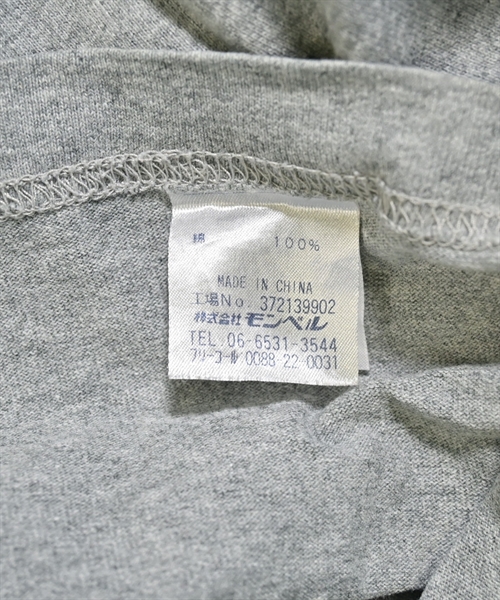 綿 100%
MADE IN CHINA
工場No. 372139902
株式会社 モンベル
TEL. 06-6531-3544
フリーコール 0088-22-0031